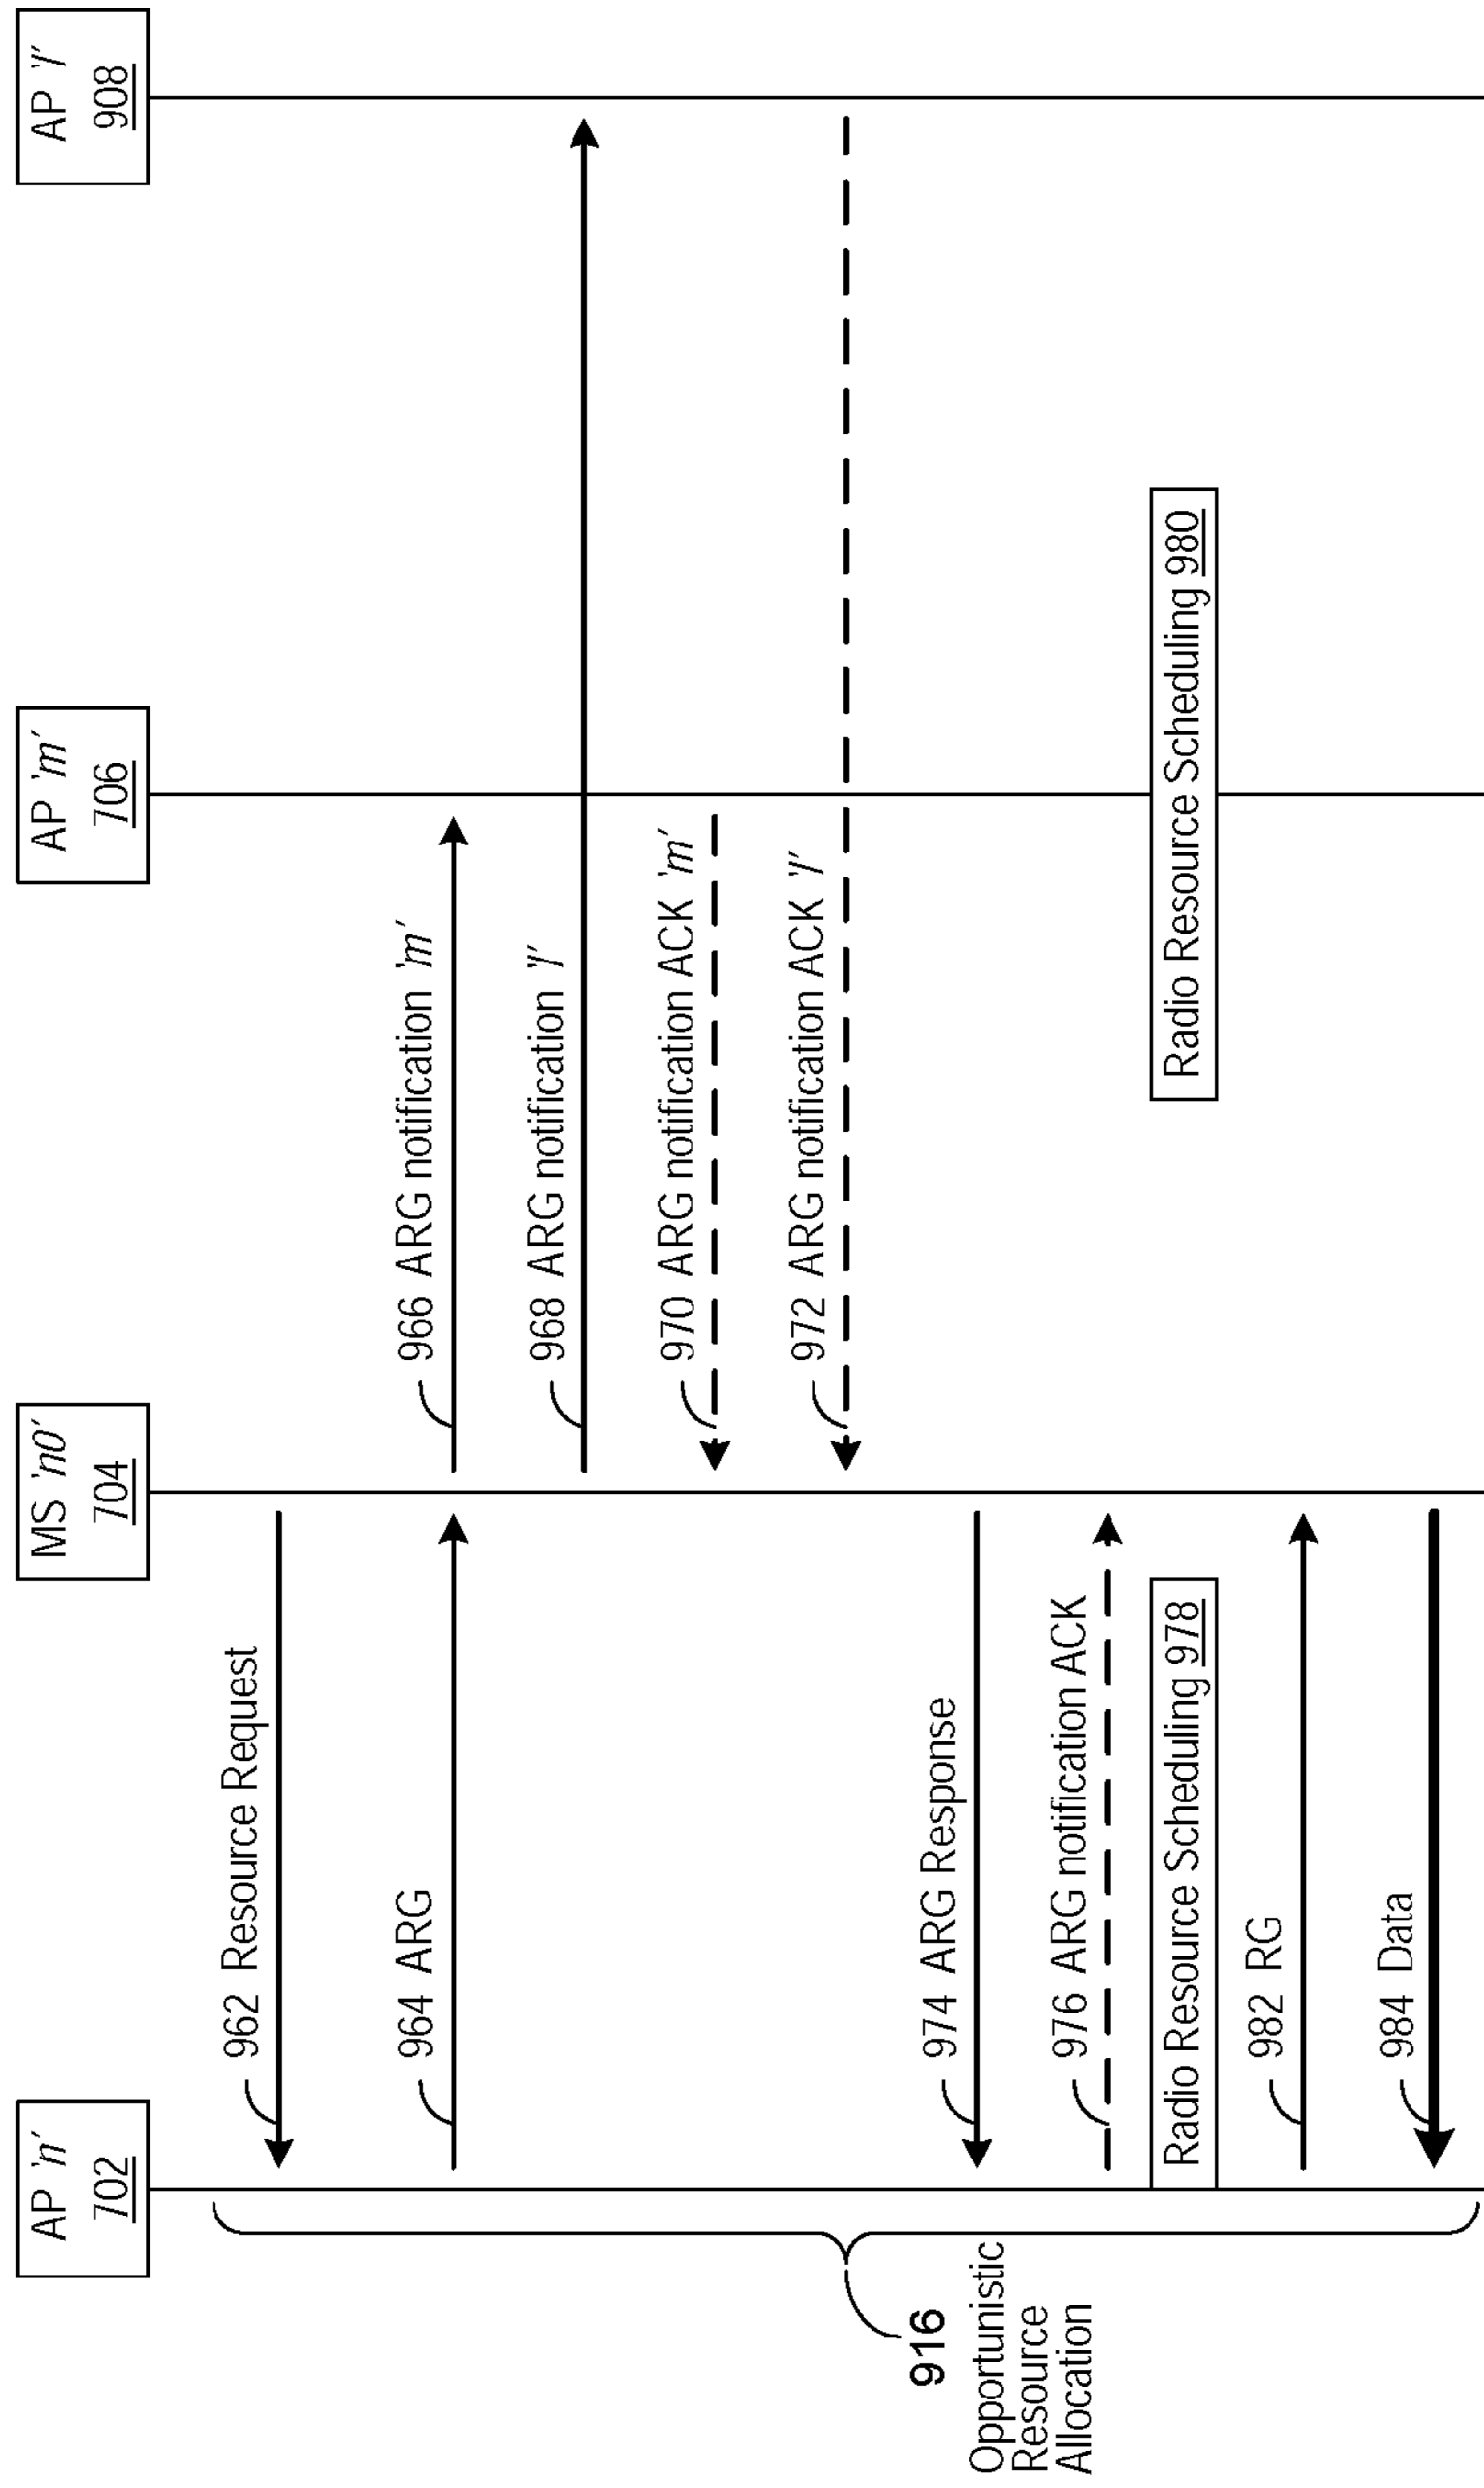 AP 'n'
702
MS 'n0'
704
AP 'm'
706
AP 'l'
908
962 Resource Request
964 ARG
966 ARG notification 'm'
968 ARG notification 'l'
970 ARG notification ACK 'm'
972 ARG notification ACK 'l'
974 ARG Response
976 ARG notification ACK
Radio Resource Scheduling 978
Radio Resource Scheduling 980
982 RG
984 Data
916
Opportunistic
Resource
Allocation